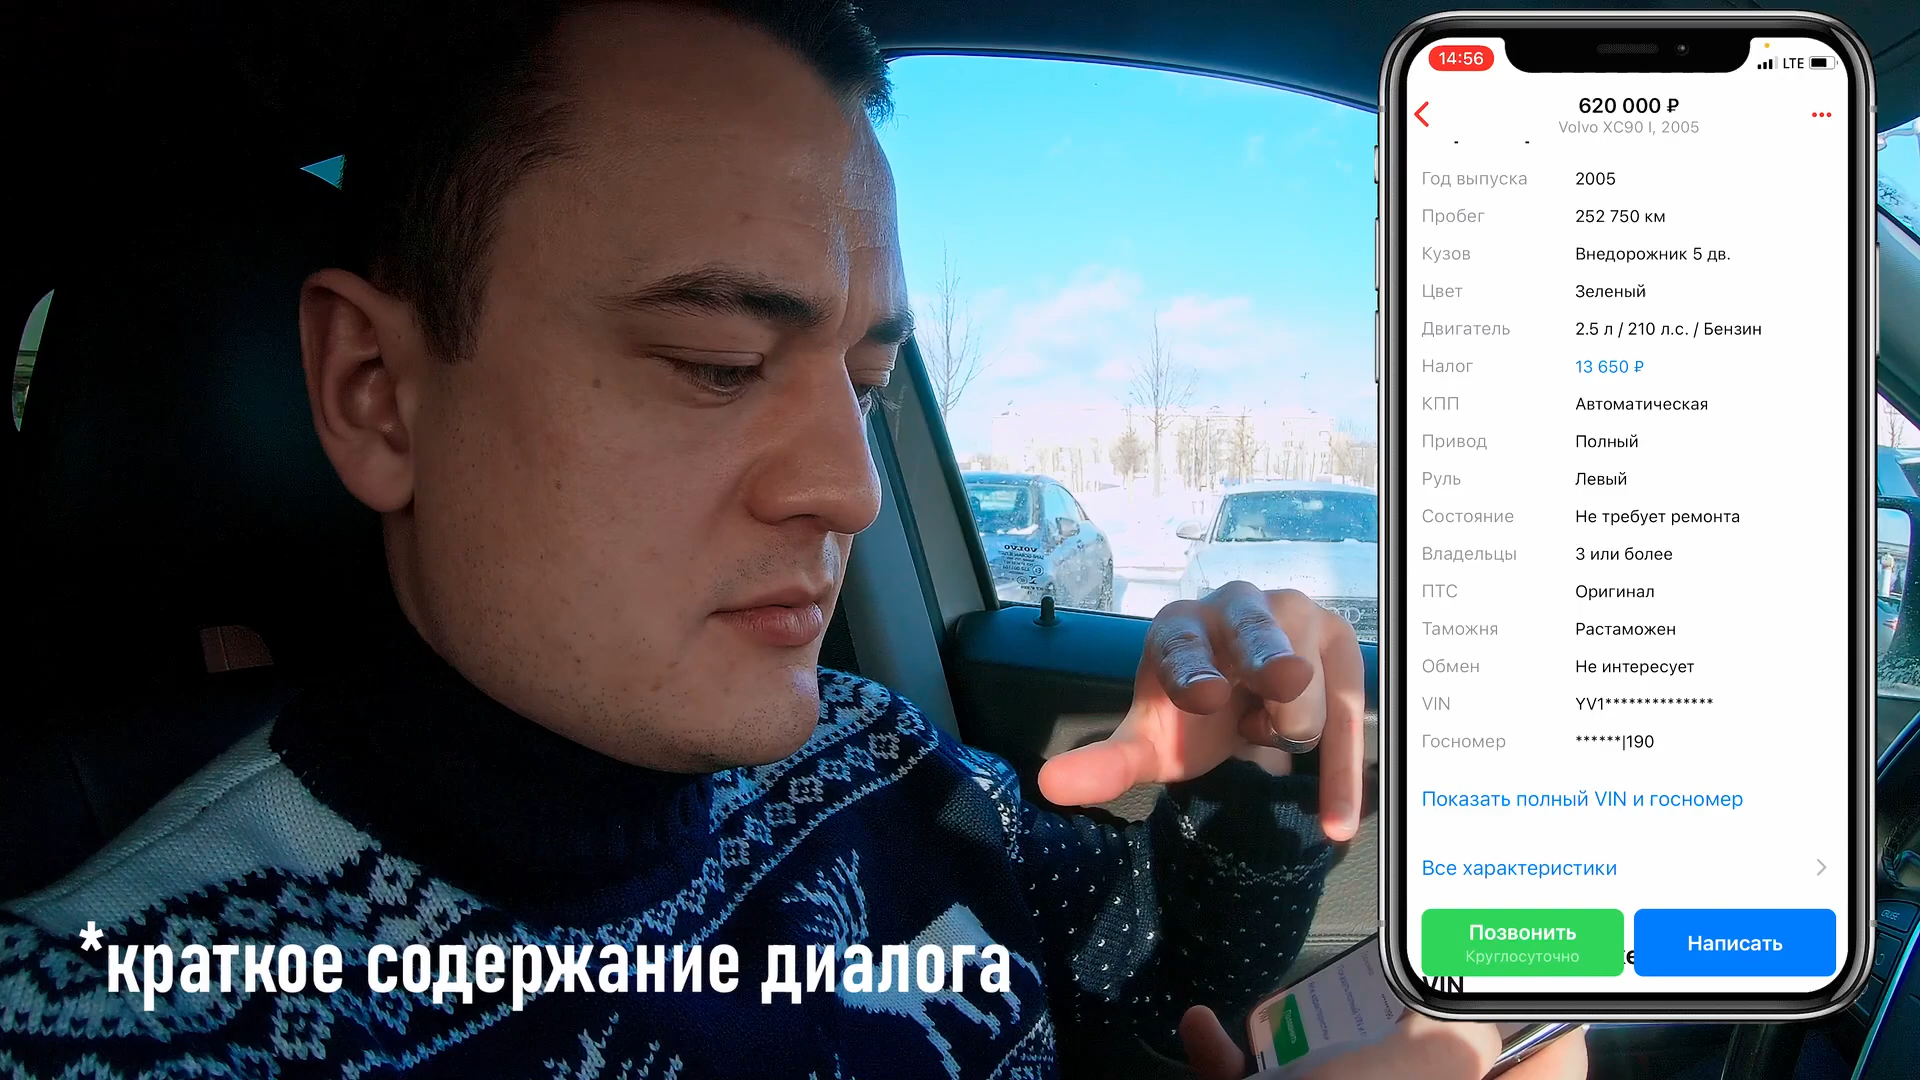 14:56
LTE
620 000 ₽
Volvo XC90 I, 2005
Год выпуска 2005
Пробег 252 750 км
Кузов Внедорожник 5 дв.
Цвет Зеленый
Двигатель 2.5 л / 210 л.с. / Бензин
Налог 13 650 ₽
КПП Автоматическая
Привод Полный
Руль Левый
Состояние Не требует ремонта
Владельцы 3 или более
ПТС Оригинал
Таможня Растаможен
Обмен Не интересует
VIN YV1**************
Госномер ******|190
Показать полный VIN и госномер
Все характеристики
Позвонить
Круглосуточно
Написать
VIN
*краткое содержание диалога
VOLVO